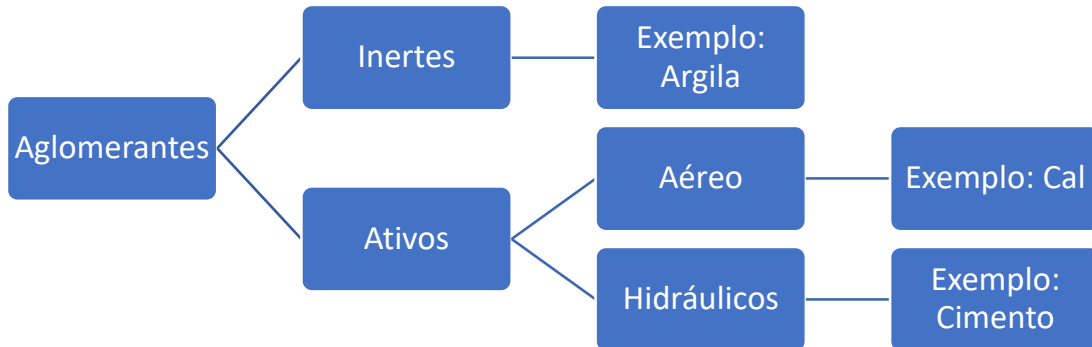 Aglomerantes
Inertes
Exemplo:
Argila
Ativos
Aéreo
Exemplo: Cal
Hidráulicos
Exemplo:
Cimento